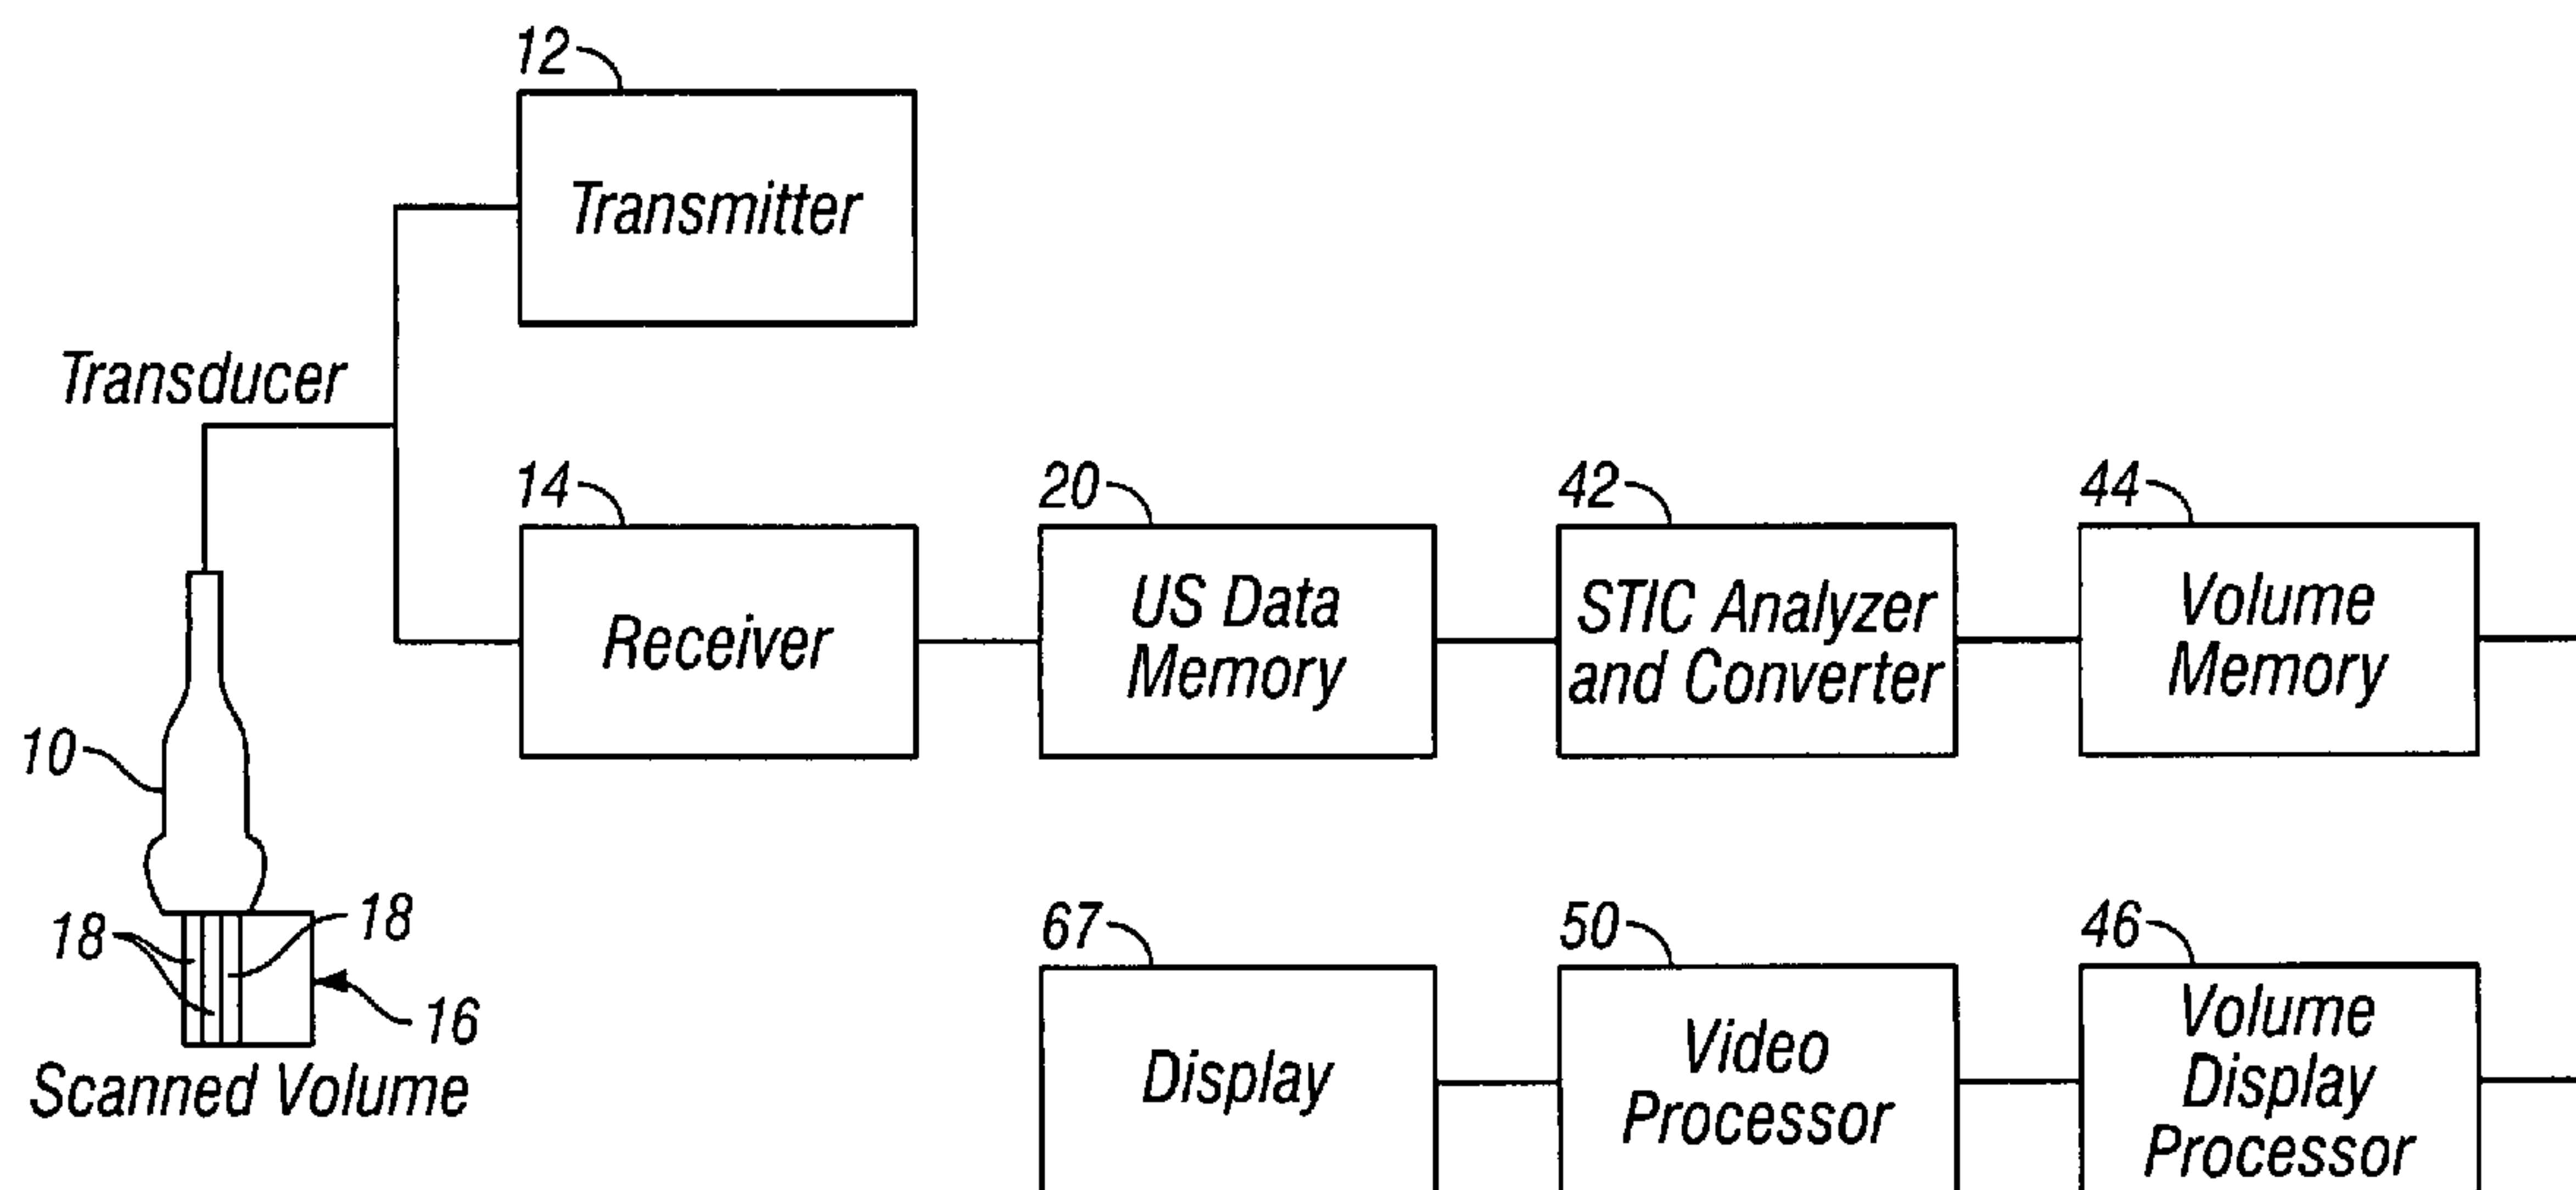 12
Transmitter
Transducer
14
20
42
44
Receiver
US Data
Memory
STIC Analyzer
and Converter
Volume
Memory
10
18
18
16
Scanned Volume
67
50
46
Display
Video
Processor
Volume
Display
Processor